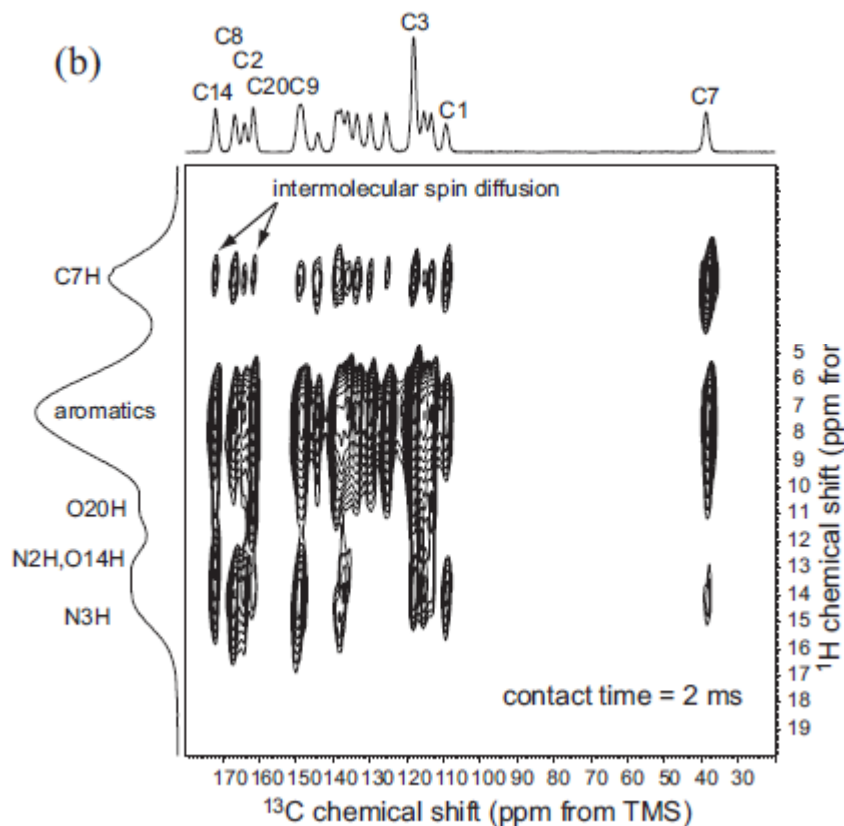 (b)
C8
C2
C14
C20C9
C3
C1
C7
intermolecular spin diffusion
C7H
aromatics
O20H
N2H,O14H
N3H
5
6
7
8
9
10
11
12
13
14
15
16
17
18
19
¹H chemical shift (ppm fror
contact time = 2 ms
170 160 150 140 130 120 110 100 90 80 70 60 50 40 30
¹³C chemical shift (ppm from TMS)